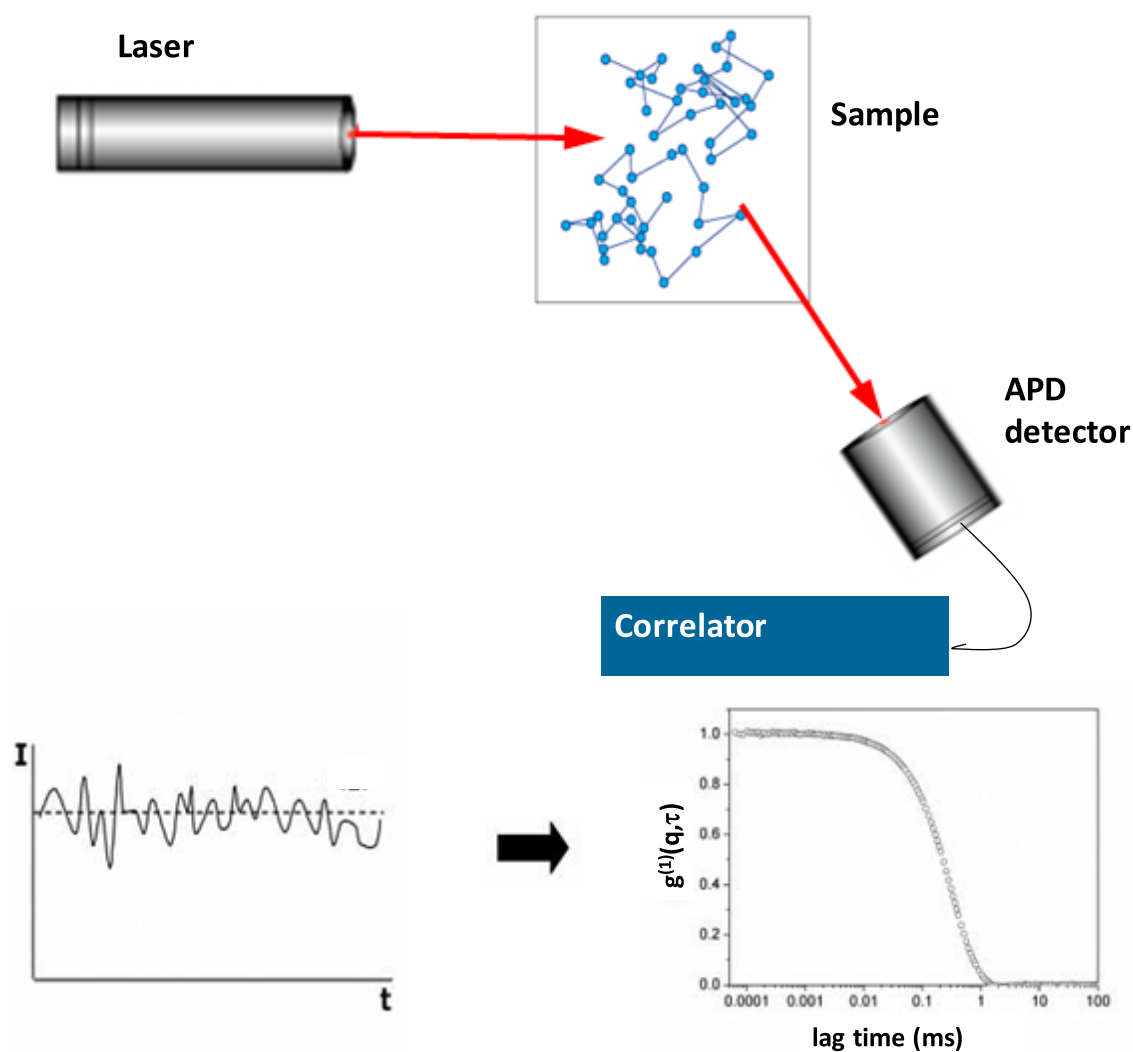 Laser
Sample
APD
detector
Correlator
I
t
g(1)(q,τ)
1.0
0.8
0.6
0.4
0.2
0.0
0.0001 0.001 0.01 0.1 1 10 100
lag time (ms)